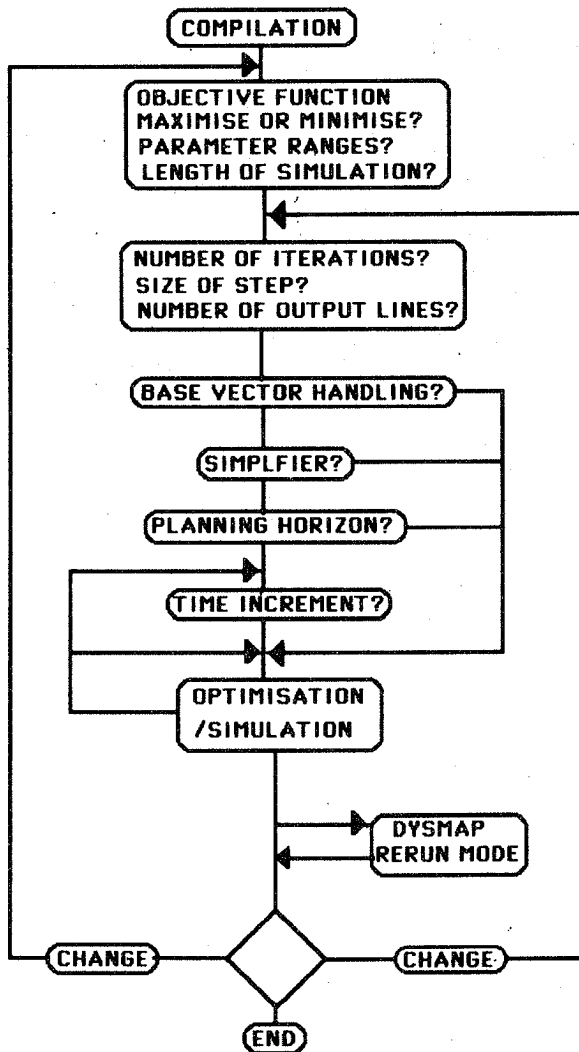 COMPILATION
OBJECTIVE FUNCTION
MAXIMISE OR MINIMISE?
PARAMETER RANGES?
LENGTH OF SIMULATION?
NUMBER OF ITERATIONS?
SIZE OF STEP?
NUMBER OF OUTPUT LINES?
BASE VECTOR HANDLING?
SIMPLFIER?
PLANNING HORIZON?
TIME INCREMENT?
OPTIMISATION
/SIMULATION
DYSMAP
RERUN MODE
CHANGE
CHANGE
END